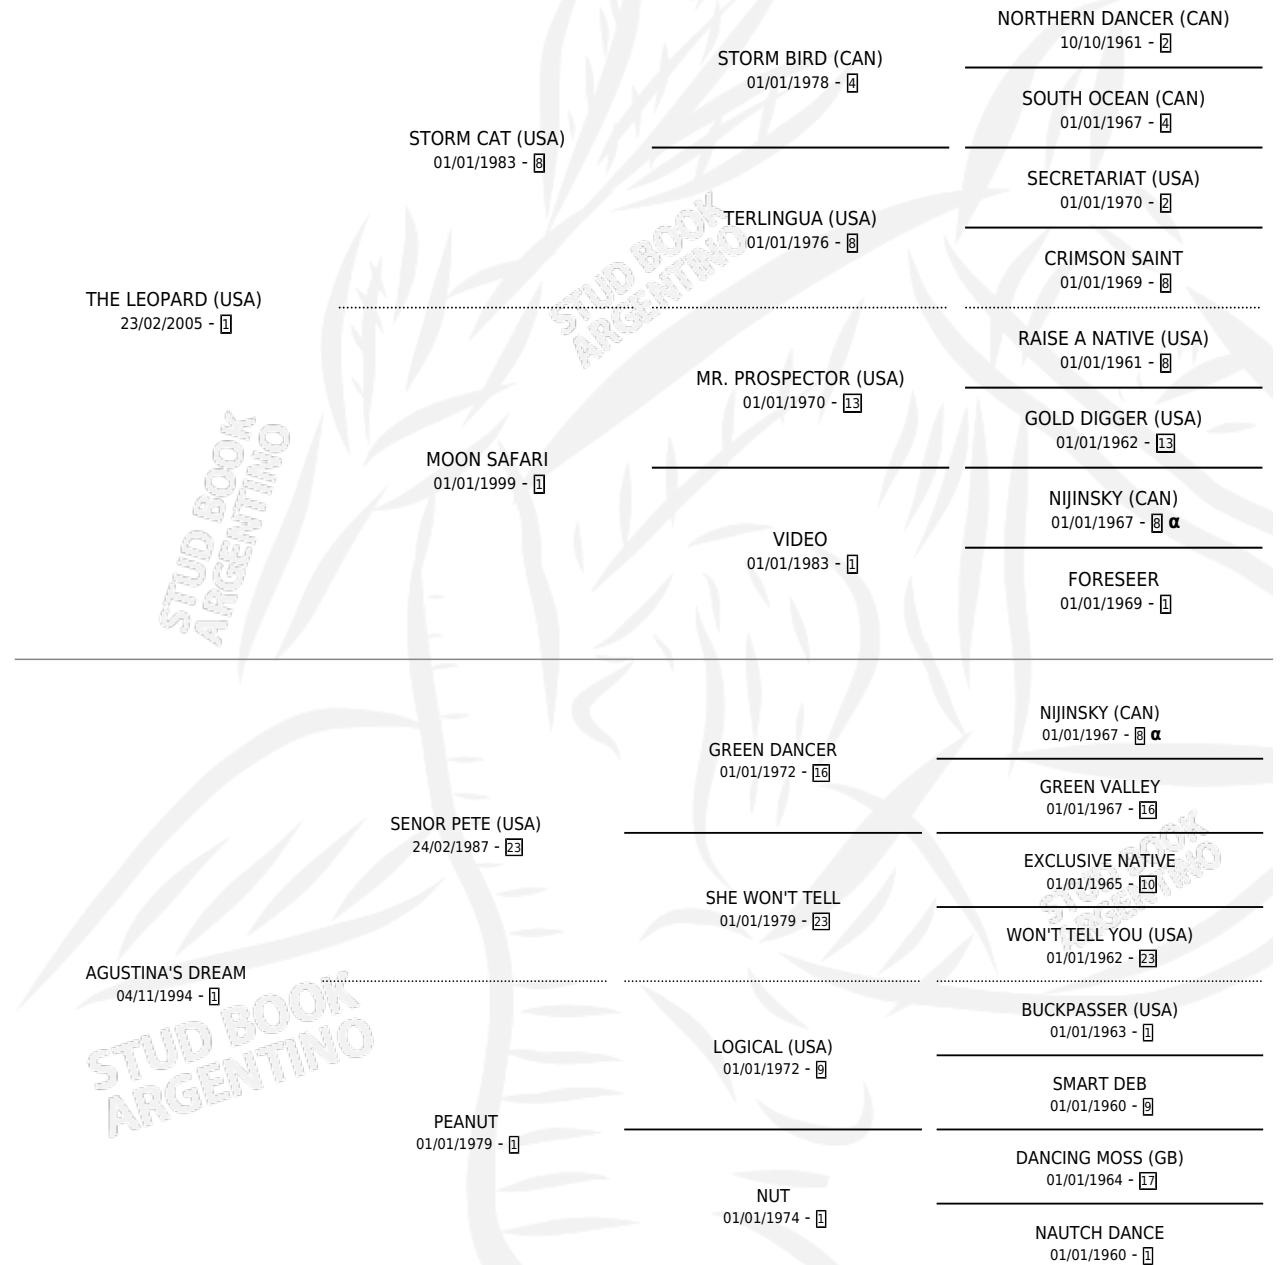 NORTHERN DANCER (CAN)
10/10/1961 - 2
STORM BIRD (CAN)
01/01/1978 - 4
SOUTH OCEAN (CAN)
01/01/1967 - 4
STORM CAT (USA)
01/01/1983 - 8
SECRETARIAT (USA)
01/01/1970 - 2
TERLINGUA (USA)
01/01/1976 - 8
CRIMSON SAINT
01/01/1969 - 8
THE LEOPARD (USA)
23/02/2005 - 1
RAISE A NATIVE (USA)
01/01/1961 - 8
MR. PROSPECTOR (USA)
01/01/1970 - 13
GOLD DIGGER (USA)
01/01/1962 - 13
MOON SAFARI
01/01/1999 - 1
NIJINSKY (CAN)
01/01/1967 - 8 α
VIDEO
01/01/1983 - 1
FORESEER
01/01/1969 - 1
NIJINSKY (CAN)
01/01/1967 - 8 α
GREEN DANCER
01/01/1972 - 16
GREEN VALLEY
01/01/1967 - 16
SENOR PETE (USA)
24/02/1987 - 23
EXCLUSIVE NATIVE
01/01/1965 - 10
SHE WON'T TELL
01/01/1979 - 23
WON'T TELL YOU (USA)
01/01/1962 - 23
AGUSTINA'S DREAM
04/11/1994 - 1
BUCKPASSER (USA)
01/01/1963 - 1
LOGICAL (USA)
01/01/1972 - 9
SMART DEB
01/01/1960 - 9
PEANUT
01/01/1979 - 1
DANCING MOSS (GB)
01/01/1964 - 17
NUT
01/01/1974 - 1
NAUTCH DANCE
01/01/1960 - 1
STUD BOOK
ARGENTINO
STUD BOOK
ARGENTINO
STUD BOOK
ARGENTINO
STUD BOOK
ARGENTINO